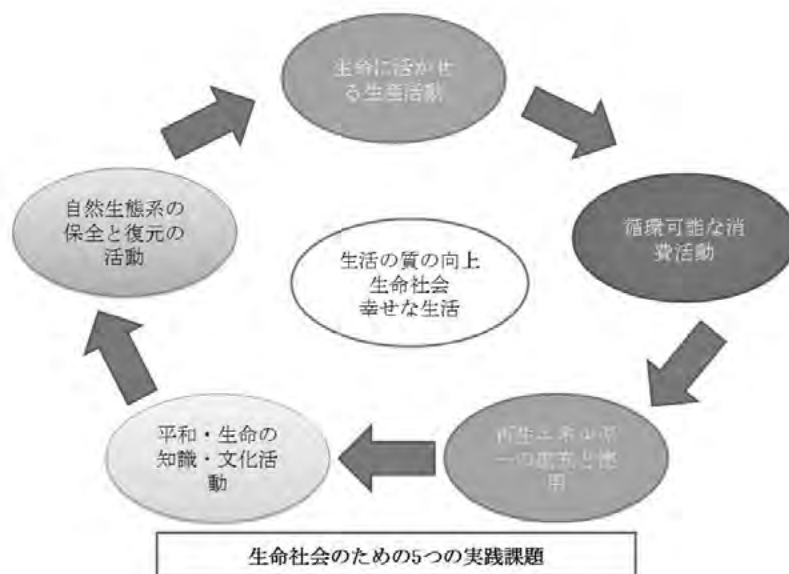 生命に活かせ
る生産活動
循環可能な消
費活動
再生エネルギ
ーの拡充と使
用
平和・生命の
知識・文化活
動
自然生態系の
保全と復元の
活動
生活の質の向上
生命社会
幸せな生活
生命社会のための5つの実践課題